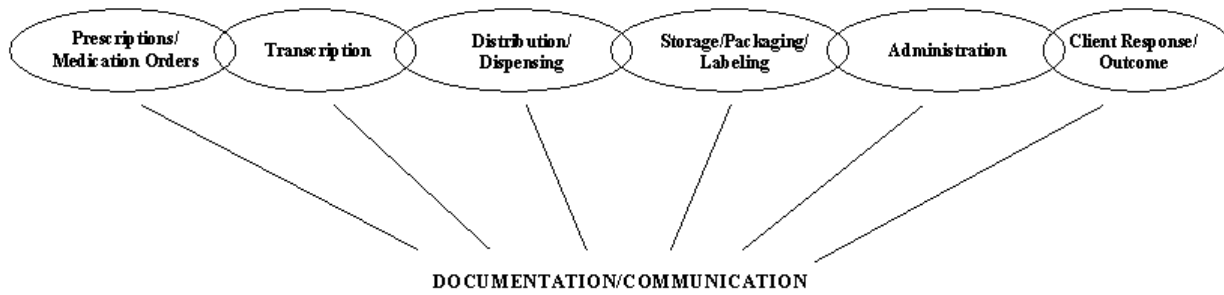 Prescriptions/
Medication Orders
Transcription
Distribution/
Dispensing
Storage/Packaging/
Labeling
Administration
Client Response/
Outcome
DOCUMENTATION/COMMUNICATION